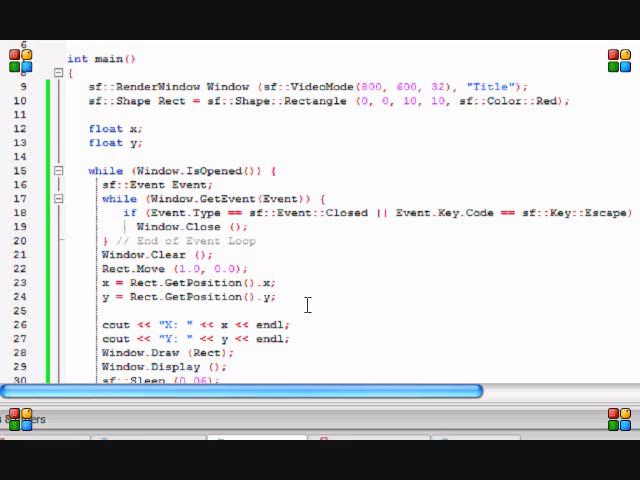 6
int main()
8 {
9 sf::RenderWindow Window (sf::VideoMode(800, 600, 32), "Title");
10 sf::Shape Rect = sf::Shape::Rectangle (0, 0, 10, 10, sf::Color::Red);
11
12 float x;
13 float y;
14
15 while (Window.IsOpened()) {
16 sf::Event Event;
17 while (Window.GetEvent(Event)) {
18 if (Event.Type == sf::Event::Closed || Event.Key.Code == sf::Key::Escape)
19 Window.Close ();
20 } // End of Event Loop
21 Window.Clear ();
22 Rect.Move (1.0, 0.0);
23 x = Rect.GetPosition().x;
24 y = Rect.GetPosition().y;
25
26 cout << "X: " << x << endl;
27 cout << "Y: " << y << endl;
28 Window.Draw (Rect);
29 Window.Display ();
30 sf::Sleep (0.06);